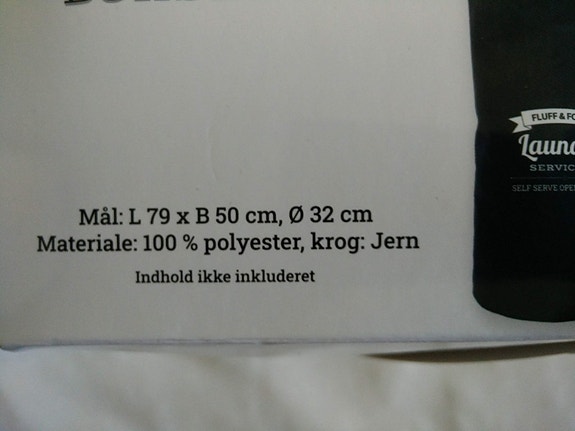 Mål: L 79 x B 50 cm, Ø 32 cm
Materiale: 100 % polyester, krog: Jern
Indhold ikke inkluderet
FLUFF & FO
Laun
SERVIC
SELF SERVE OPE